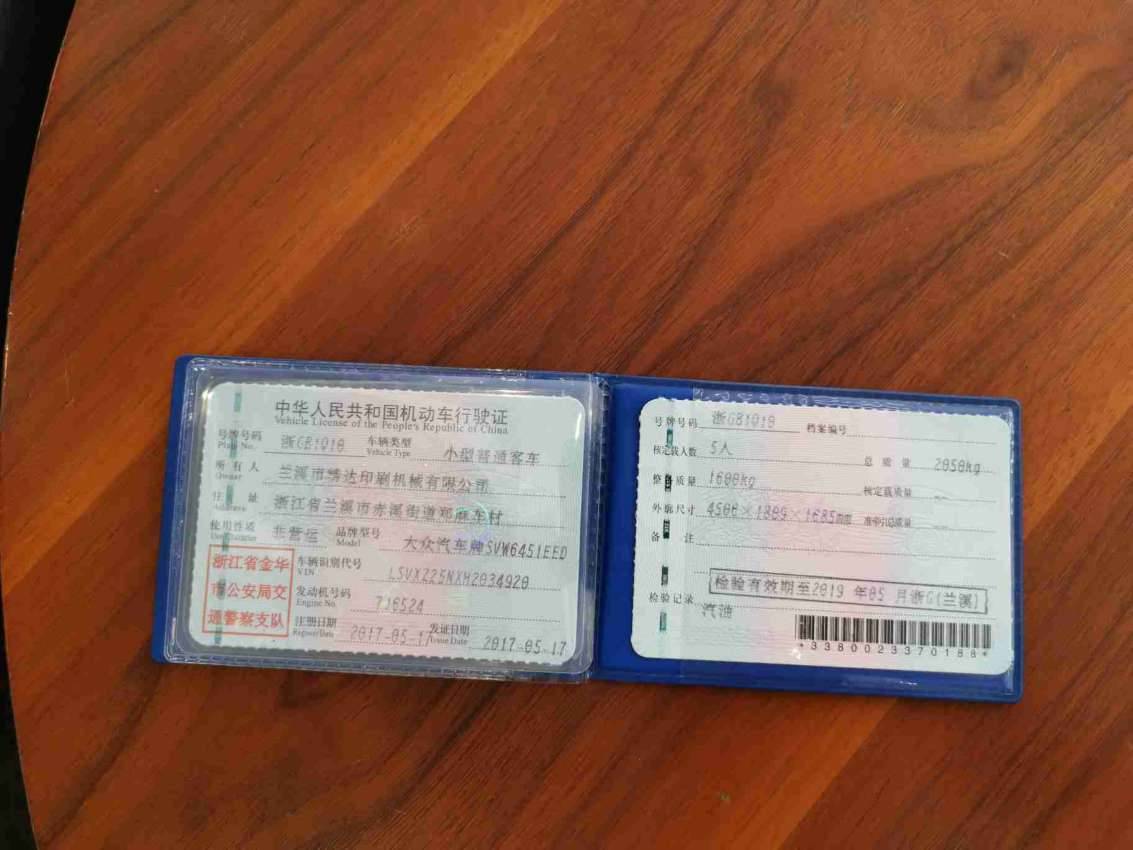 中华人民共和国机动车行驶证
Vehicle License of the People's Republic of China
号牌号码 浙GB1018 车辆类型 小型普通客车
Plate No. Vehicle Type
所有人 兰溪市 达印刷机械有限公司
Owner
住址 浙江省兰溪市赤溪街道郑 车村
Address
使用性质 非营运 品牌型号 大众汽车牌SVW6451EED
Use Character Model
浙江省金华
市公安局交
通警察支队
车辆识别代号 LSVXZ25NXH2034920
VIN
发动机号码 716524
Engine No.
注册日期 2017-05-17 发证日期 2017-05-17
Register Date Issue Date
号牌号码 浙GB1018 档案编号
核定载人数 5人 总质量 2050kg
整备质量 1600kg 核定载质量 --
外廓尺寸 4506×1809×1685mm 准牵引总质量 --
备注
检验有效期至2019年05月浙G(兰溪)
检验记录
汽油
*3380023370188*